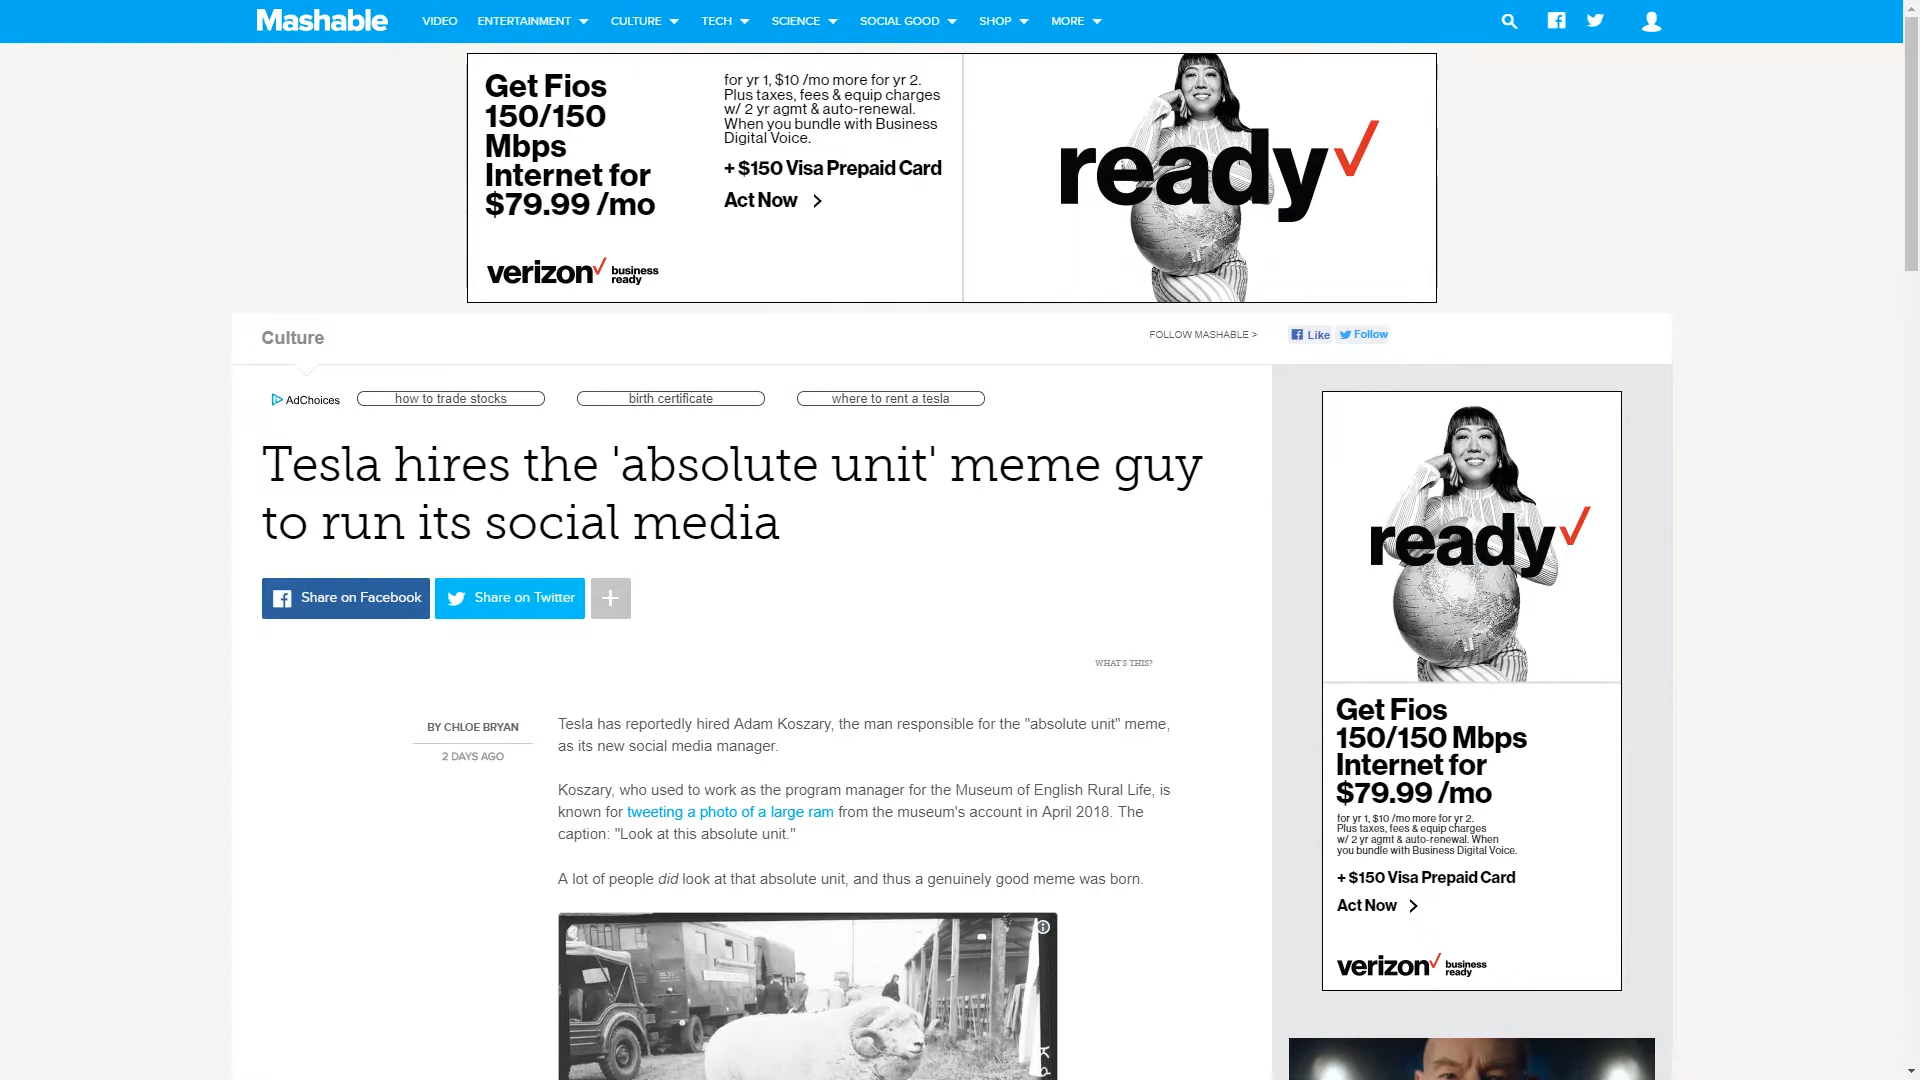 Mashable
VIDEO
ENTERTAINMENT
CULTURE
TECH
SCIENCE
SOCIAL GOOD
SHOP
MORE
Get Fios
150/150
Mbps
Internet for
$79.99 /mo
verizon✓ business
ready
for yr 1, $10 /mo more for yr 2.
Plus taxes, fees & equip charges
w/ 2 yr agmt & auto-renewal.
When you bundle with Business
Digital Voice.
+ $150 Visa Prepaid Card
Act Now >
ready✓
Culture
FOLLOW MASHABLE >
Like
Follow
AdChoices
how to trade stocks
birth certificate
where to rent a tesla
Tesla hires the 'absolute unit' meme guy
to run its social media
Share on Facebook
Share on Twitter
+
WHAT'S THIS?
BY CHLOE BRYAN
2 DAYS AGO
Tesla has reportedly hired Adam Koszary, the man responsible for the "absolute unit" meme,
as its new social media manager.
Koszary, who used to work as the program manager for the Museum of English Rural Life, is
known for tweeting a photo of a large ram from the museum's account in April 2018. The
caption: "Look at this absolute unit."
A lot of people did look at that absolute unit, and thus a genuinely good meme was born.
ready✓
Get Fios
150/150 Mbps
Internet for
$79.99 /mo
for yr 1, $10 /mo more for yr 2.
Plus taxes, fees & equip charges
w/ 2 yr agmt & auto-renewal. When
you bundle with Business Digital Voice.
+ $150 Visa Prepaid Card
Act Now >
verizon✓ business
ready